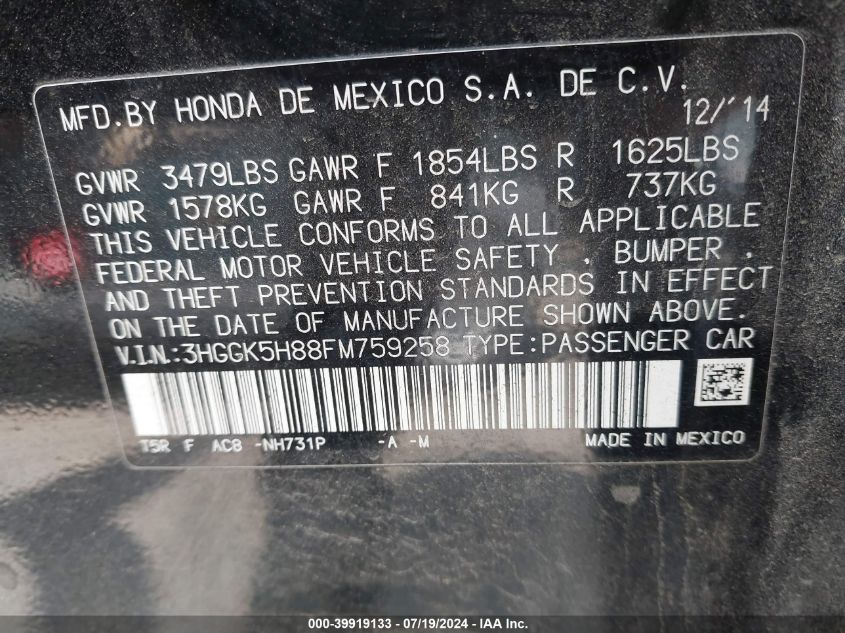 MFD.BY HONDA DE MEXICO S.A. DE C.V.
12/'14
GVWR 3479LBS GAWR F 1854LBS R 1625LBS
GVWR 1578KG GAWR F 841KG R 737KG
THIS VEHICLE CONFORMS TO ALL APPLICABLE
FEDERAL MOTOR VEHICLE SAFETY , BUMPER ,
AND THEFT PREVENTION STANDARDS IN EFFECT
ON THE DATE OF MANUFACTURE SHOWN ABOVE.
V.I.N.:3HGGK5H88FM759258 TYPE:PASSENGER CAR
T5R F AC8 -NH731P -A -M MADE IN MEXICO
000-39919133 - 07/19/2024 - IAA Inc.